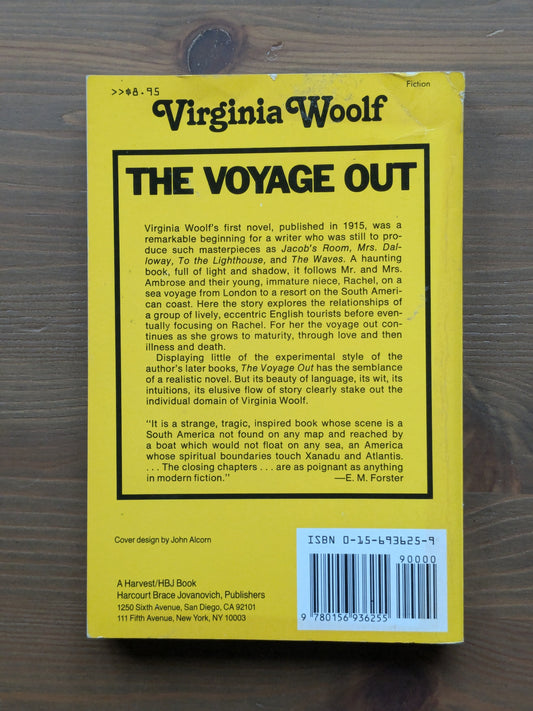 Fiction
>>$8.95
Virginia Woolf
THE VOYAGE OUT
Virginia Woolf's first novel, published in 1915, was a
remarkable beginning for a writer who was still to pro-
duce such masterpieces as Jacob's Room, Mrs. Dal-
loway, To the Lighthouse, and The Waves. A haunting
book, full of light and shadow, it follows Mr. and Mrs.
Ambrose and their young, immature niece, Rachel, on a
sea voyage from London to a resort on the South Ameri-
can coast. Here the story explores the relationships of
a group of lively, eccentric English tourists before even-
tually focusing on Rachel. For her the voyage out con-
tinues as she grows to maturity, through love and then
illness and death.
Displaying little of the experimental style of the
author's later books, The Voyage Out has the semblance
of a realistic novel. But its beauty of language, its wit, its
intuitions, its elusive flow of story clearly stake out the
individual domain of Virginia Woolf.
"It is a strange, tragic, inspired book whose scene is a
South America not found on any map and reached by
a boat which would not float on any sea, an America
whose spiritual boundaries touch Xanadu and Atlantis.
. . . The closing chapters . . . are as poignant as anything
in modern fiction." —E. M. Forster
Cover design by John Alcorn
ISBN 0-15-693625-9
90000
9 780156 936255
A Harvest/HBJ Book
Harcourt Brace Jovanovich, Publishers
1250 Sixth Avenue, San Diego, CA 92101
111 Fifth Avenue, New York, NY 10003